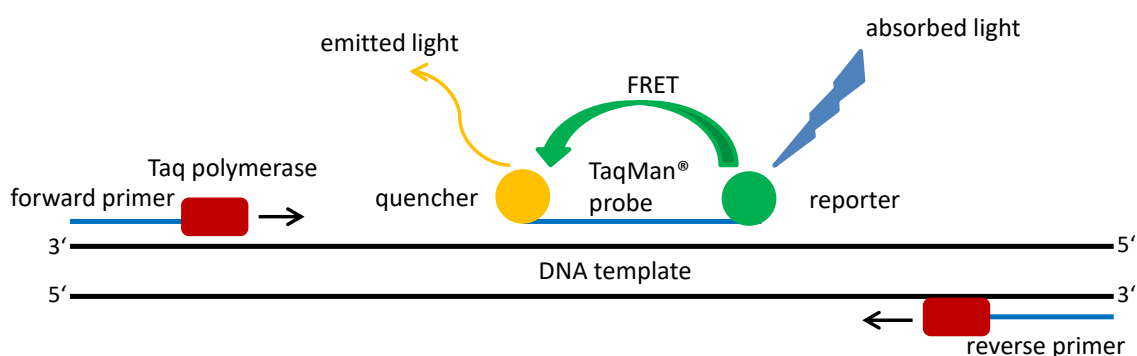 absorbed light
emitted light
FRET
Taq polymerase
TaqMan®
forward primer
quencher
probe
reporter
3‘
5‘
DNA template
5‘
3‘
reverse primer